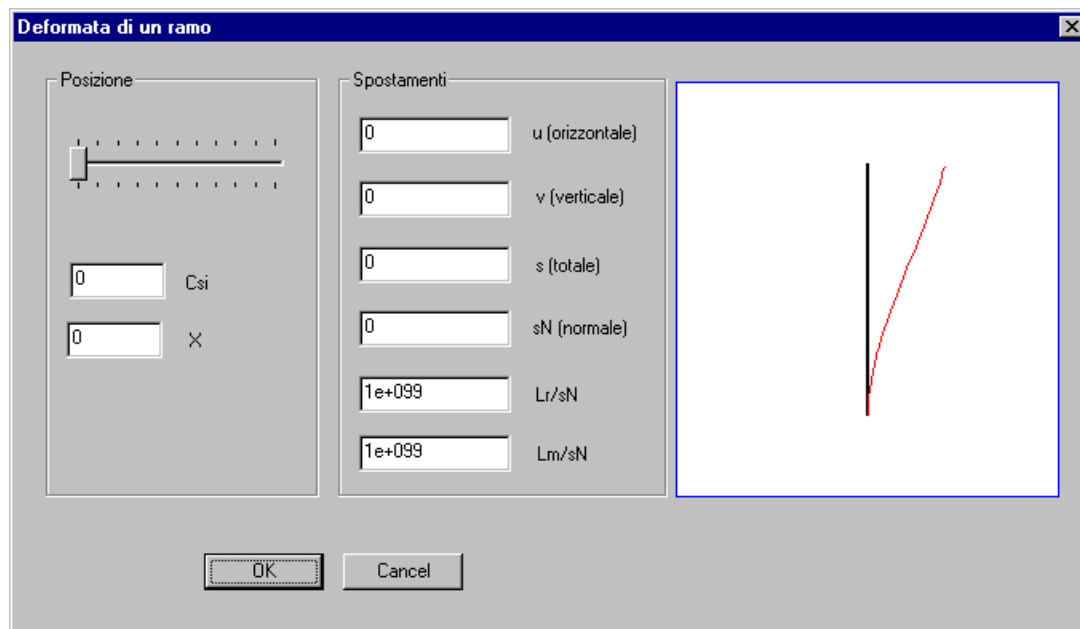 Deformata di un ramo
Posizione
0 Csi
0 X
Spostamenti
0 u (orizzontale)
0 v (verticale)
0 s (totale)
0 sN (normale)
1e+099 Lr/sN
1e+099 Lm/sN
OK
Cancel